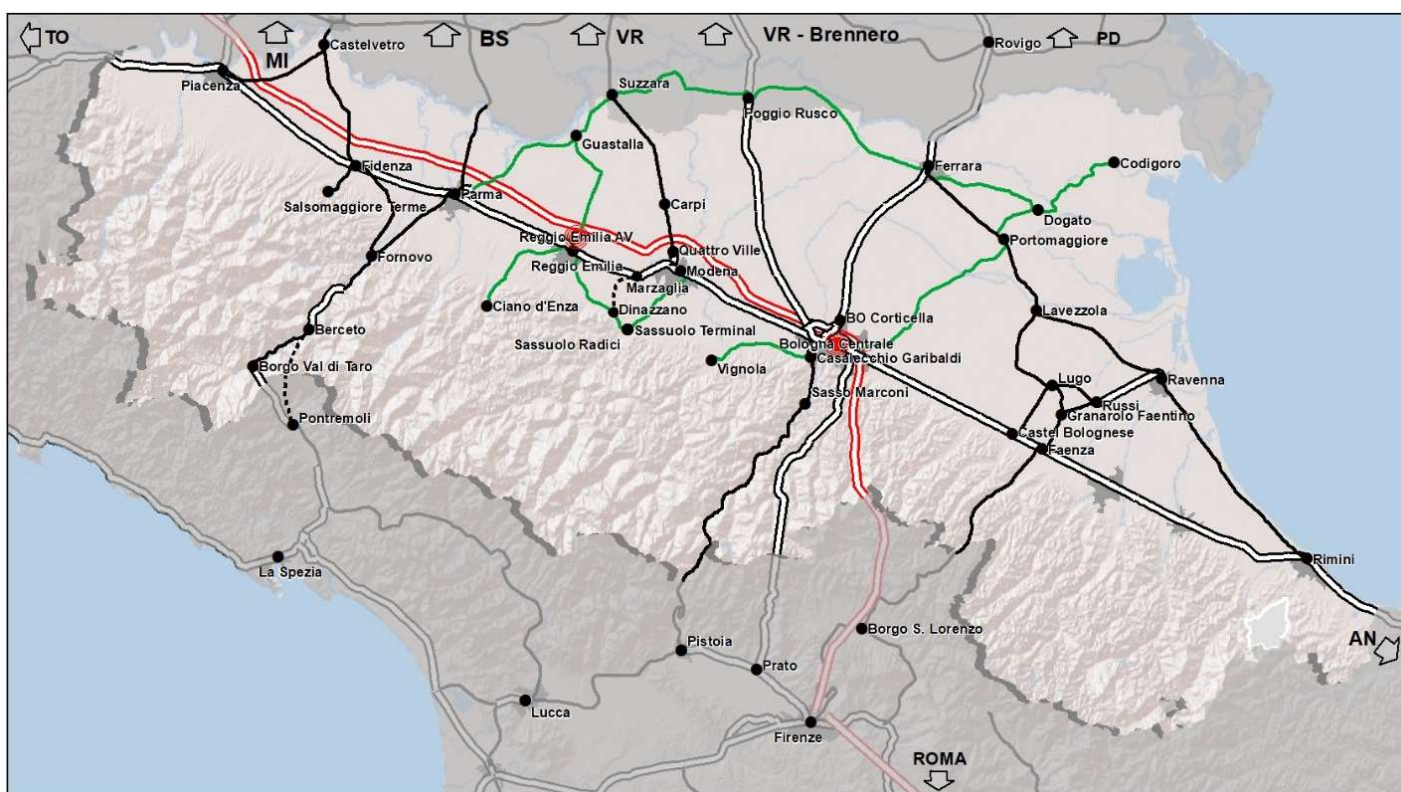 TO
MI
BS
VR
VR - Brennero
PD
Castelvetro
Rovigo
Piacenza
Suzzara
Poggio Rusco
Guastalla
Fidenza
Ferrara
Codigoro
Salsomaggiore Terme
Parma
Carpi
Dogato
Reggio Emilia AV
Portomaggiore
Fornovo
Reggio Emilia
Quattro Ville
Modena
Marzaglia
Ciano d'Enza
Dinazzano
Lavezzola
Berceto
Sassuolo Terminal
BO Corticella
Sassuolo Radici
Bologna Centrale
Casalecchio Garibaldi
Borgo Val di Taro
Vignola
Lugo
Ravenna
Sasso Marconi
Russi
Granarolo Faentino
Pontremoli
Castel Bolognese
Faenza
La Spezia
Rimini
Borgo S. Lorenzo
Pistoia
AN
Prato
Lucca
Firenze
ROMA